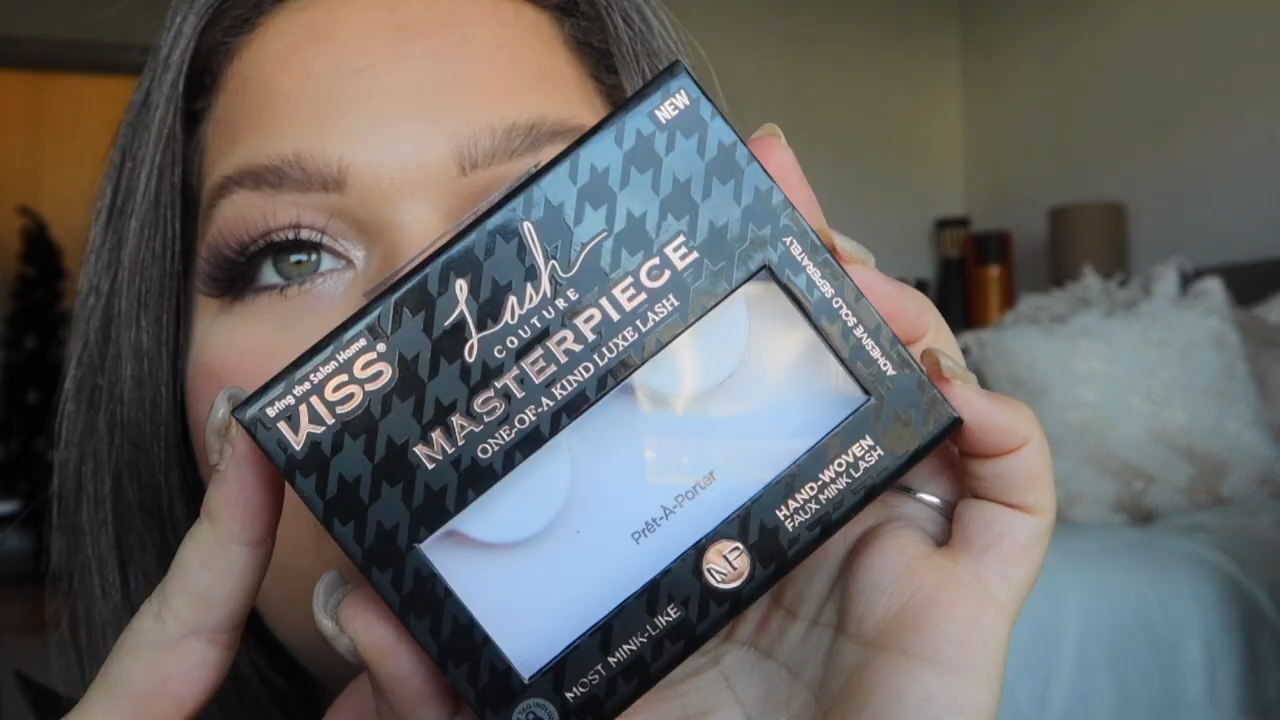 NEW
Bring the Salon Home
KISS®
Lash
COUTURE
MASTERPIECE
ONE-OF-A KIND LUXE LASH
ADHESIVE SOLD SEPERATELY
Prêt-À-Porter
HAND-WOVEN
FAUX MINK LASH
MP
MOST MINK-LIKE